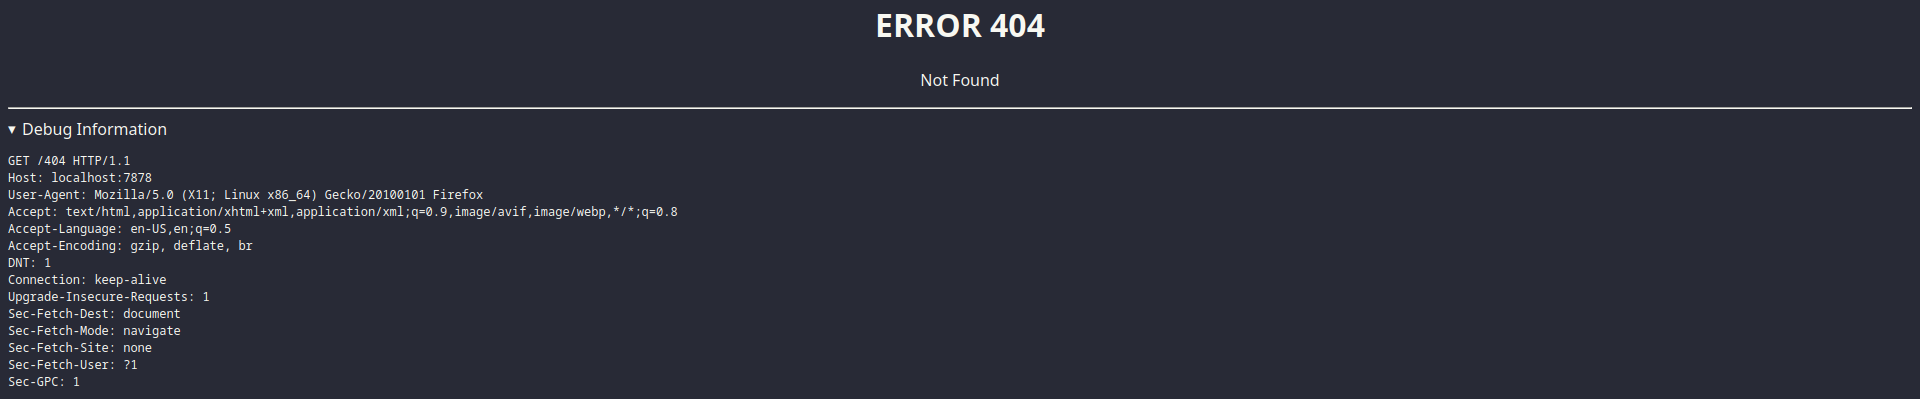 ERROR 404
Not Found
▾ Debug Information
GET /404 HTTP/1.1
Host: localhost:7878
User-Agent: Mozilla/5.0 (X11; Linux x86_64) Gecko/20100101 Firefox
Accept: text/html,application/xhtml+xml,application/xml;q=0.9,image/avif,image/webp,*/*;q=0.8
Accept-Language: en-US,en;q=0.5
Accept-Encoding: gzip, deflate, br
DNT: 1
Connection: keep-alive
Upgrade-Insecure-Requests: 1
Sec-Fetch-Dest: document
Sec-Fetch-Mode: navigate
Sec-Fetch-Site: none
Sec-Fetch-User: ?1
Sec-GPC: 1